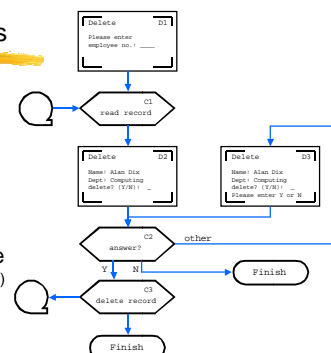 s
Delete D1
Please enter
employee no.: ____
C1
read record
Delete D2
Name: Alan Dix
Dept: Computing
delete? (Y/N): _
Delete D3
Name: Alan Dix
Dept: Computing
delete? (Y/N): _
Please enter Y or N
C2
answer?
other
Y N
e
)
Finish
C3
delete record
Finish